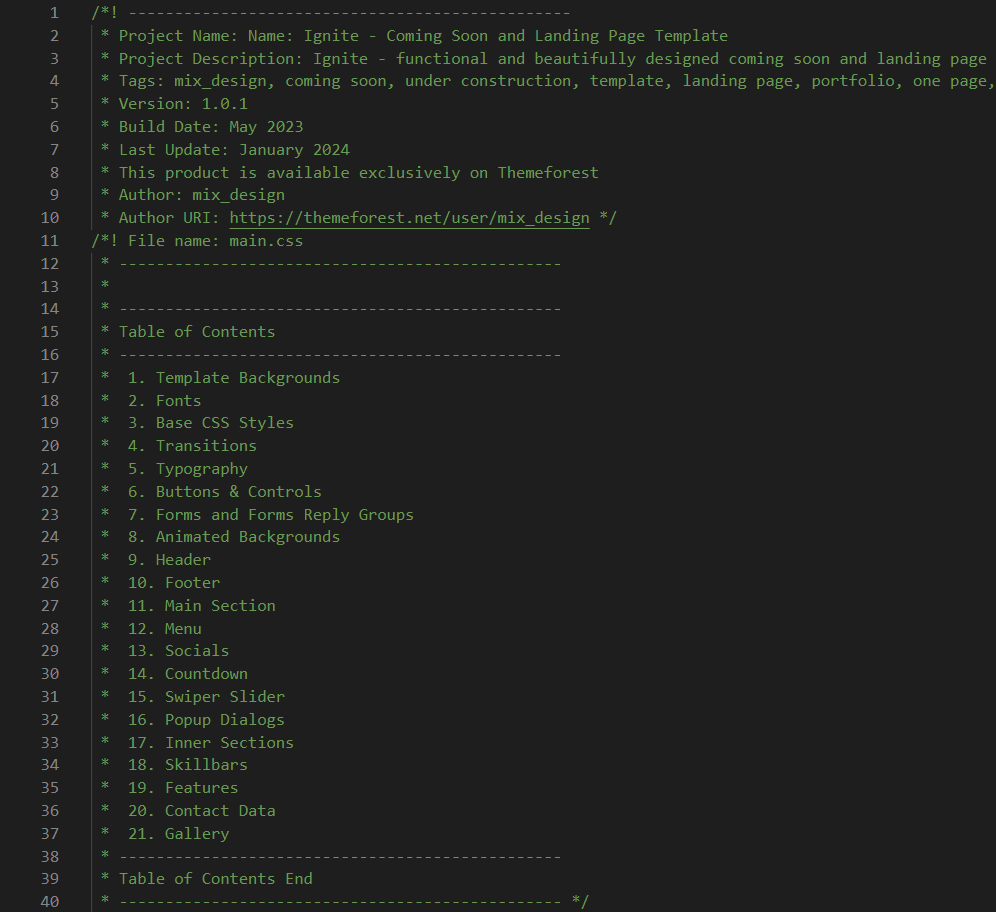 1 /*! ------------------------------------------------
2 * Project Name: Name: Ignite - Coming Soon and Landing Page Template
3 * Project Description: Ignite - functional and beautifully designed coming soon and landing page
4 * Tags: mix_design, coming soon, under construction, template, landing page, portfolio, one page,
5 * Version: 1.0.1
6 * Build Date: May 2023
7 * Last Update: January 2024
8 * This product is available exclusively on Themeforest
9 * Author: mix_design
10 * Author URI: https://themeforest.net/user/mix_design */
11 /*! File name: main.css
12 * ------------------------------------------------
13 *
14 * ------------------------------------------------
15 * Table of Contents
16 * ------------------------------------------------
17 *  1. Template Backgrounds
18 *  2. Fonts
19 *  3. Base CSS Styles
20 *  4. Transitions
21 *  5. Typography
22 *  6. Buttons & Controls
23 *  7. Forms and Forms Reply Groups
24 *  8. Animated Backgrounds
25 *  9. Header
26 *  10. Footer
27 *  11. Main Section
28 *  12. Menu
29 *  13. Socials
30 *  14. Countdown
31 *  15. Swiper Slider
32 *  16. Popup Dialogs
33 *  17. Inner Sections
34 *  18. Skillbars
35 *  19. Features
36 *  20. Contact Data
37 *  21. Gallery
38 * ------------------------------------------------
39 * Table of Contents End
40 * ------------------------------------------------ */